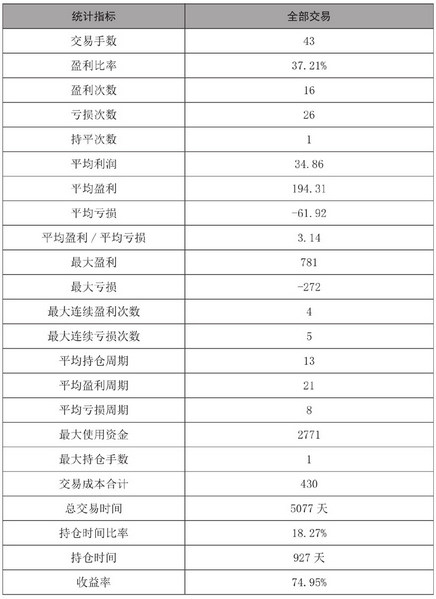 统计指标 全部交易
交易手数 43
盈利比率 37.21%
盈利次数 16
亏损次数 26
持平次数 1
平均利润 34.86
平均盈利 194.31
平均亏损 -61.92
平均盈利/平均亏损 3.14
最大盈利 781
最大亏损 -272
最大连续盈利次数 4
最大连续亏损次数 5
平均持仓周期 13
平均盈利周期 21
平均亏损周期 8
最大使用资金 2771
最大持仓手数 1
交易成本合计 430
总交易时间 5077 天
持仓时间比率 18.27%
持仓时间 927 天
收益率 74.95%